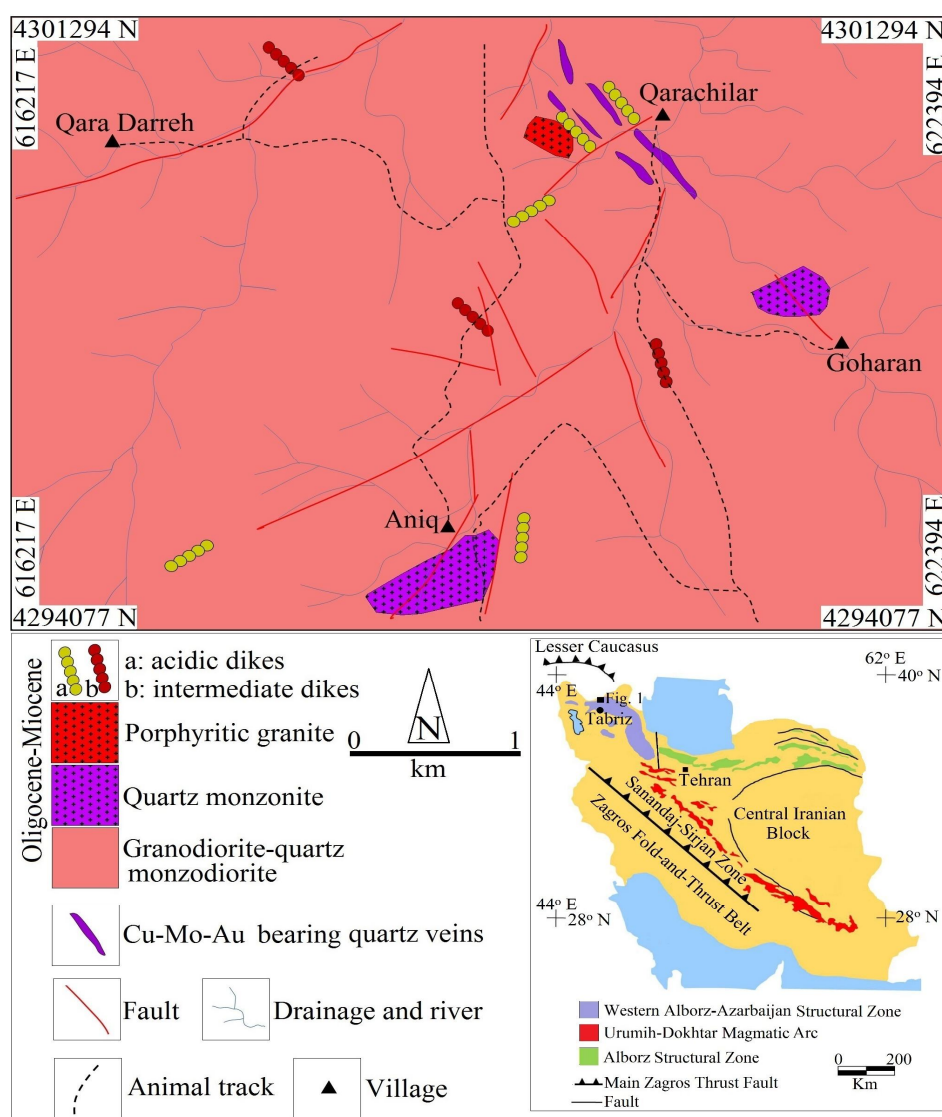 4301294 N
4301294 N
616217 E
622394 E
Qara Darreh
Qarachilar
Goharan
Aniq
616217 E
622394 E
4294077 N
4294077 N
Oligocene-Miocene
a b
a: acidic dikes
b: intermediate dikes
Porphyritic granite
Quartz monzonite
Granodiorite-quartz
monzodiorite
Cu-Mo-Au bearing quartz veins
Fault
Drainage and river
Animal track
Village
N
0 1
km
Lesser Caucasus
44° E
62° E
40° N
Fig. 1
Tabriz
Tehran
Sanandaj-Sirjan Zone
Central Iranian
Block
Zagros Fold-and-Thrust Belt
44° E
28° N
28° N
Western Alborz-Azarbaijan Structural Zone
Urumih-Dokhtar Magmatic Arc
Alborz Structural Zone
Main Zagros Thrust Fault
Fault
0 200
Km